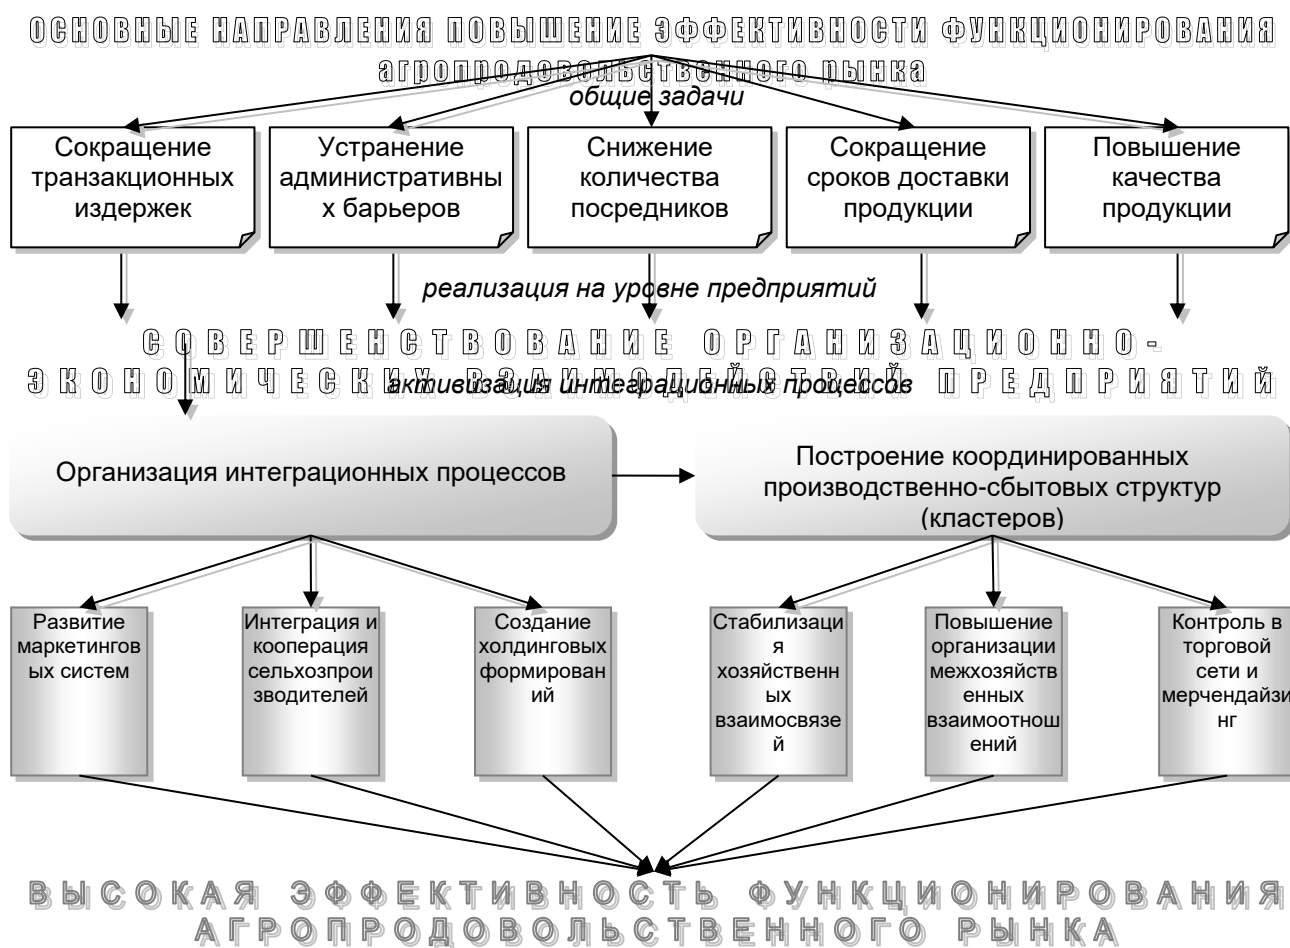 ОСНОВНЫЕ НАПРАВЛЕНИЯ ПОВЫШЕНИЕ ЭФФЕКТИВНОСТИ ФУНКЦИОНИРОВАНИЯ
агропродовольственного рынка
общие задачи
Сокращение
транзакционных
издержек
Устранение
административны
х барьеров
Снижение
количества
посредников
Сокращение
сроков доставки
продукции
Повышение
качества
продукции
реализация на уровне предприятий
СОВЕРШЕНСТВОВАНИЕ ОРГАНИЗАЦИОННО-
ЭКОНОМИЧЕСКИХ ВЗАИМОДЕЙСТВИЙ ПРЕДПРИЯТИЙ
активизация интеграционных процессов
Организация интеграционных процессов
Построение координированных
производственно-сбытовых структур
(кластеров)
Развитие
маркетингов
ых систем
Интеграция и
кооперация
сельхозпрои
зводителей
Создание
холдинговых
формирован
ий
Стабилизаци
я
хозяйственн
ых
взаимосвязе
й
Повышение
организации
межхозяйств
енных
взаимоотнош
ений
Контроль в
торговой
сети и
мерчендайзи
нг
ВЫСОКАЯ ЭФФЕКТИВНОСТЬ ФУНКЦИОНИРОВАНИЯ
АГРОПРОДОВОЛЬСТВЕННОГО РЫНКА